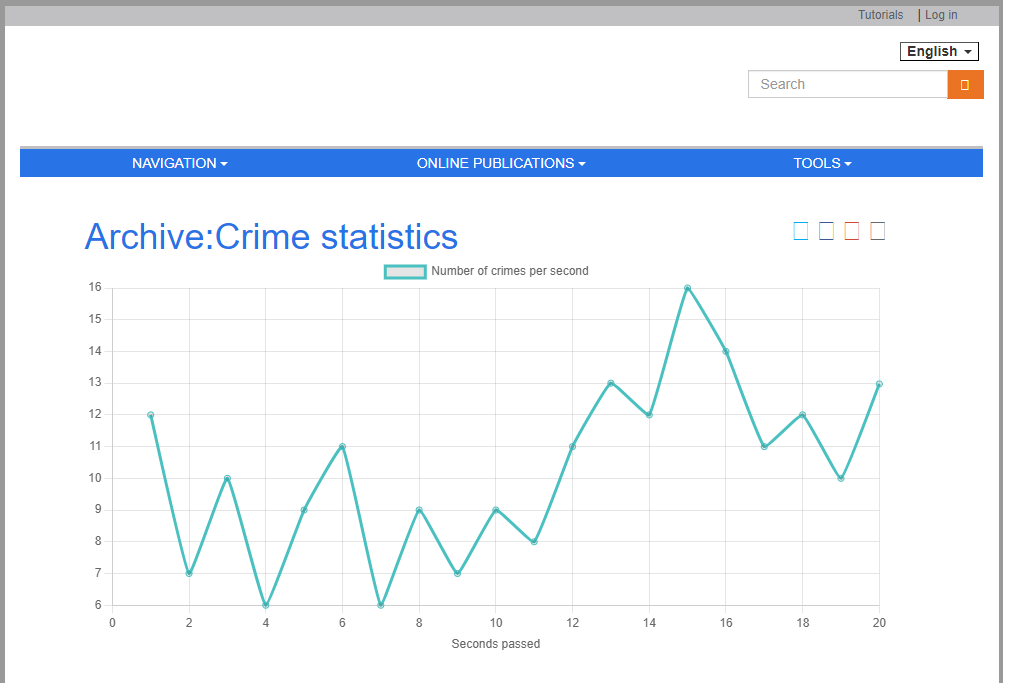 Tutorials | Log in
English
Search
NAVIGATION ONLINE PUBLICATIONS TOOLS
Archive:Crime statistics
Number of crimes per second
16
15
14
13
12
11
10
9
8
7
6
0 2 4 6 8 10 12 14 16 18 20
Seconds passed